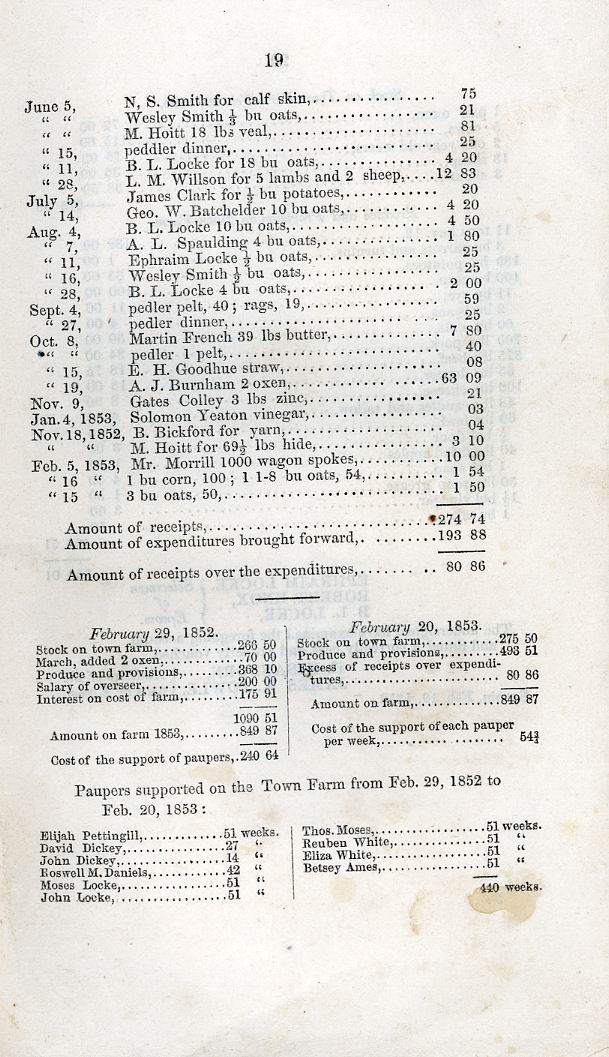 19
June 5, N. S. Smith for calf skin, 75
“ “ Wesley Smith ⅓ bu oats, 21
“ “ M. Hoitt 18 lbs veal, 81
“ 15, peddler dinner, 25
“ 11, B. L. Locke for 18 bu oats, 4 20
“ 28, L. M. Willson for 5 lambs and 2 sheep, 12 83
July 5, James Clark for ½ bu potatoes, 20
“ 14, Geo. W. Batchelder 10 bu oats, 4 20
Aug. 4, B. L. Locke 10 bu oats, 4 50
“ 7, A. L. Spaulding 4 bu oats, 1 80
“ 11, Ephraim Locke ½ bu oats, 25
“ 16, Wesley Smith ½ bu oats, 25
“ 28, B. L. Locke 4 bu oats, 2 00
Sept. 4, pedler pelt, 40; rags, 19, 59
“ 27, pedler dinner, 25
Oct. 8, Martin French 39 lbs butter, 7 80
“ “ pedler 1 pelt, 40
“ 15, E. H. Goodhue straw, 08
“ 19, A. J. Burnham 2 oxen, 63 09
Nov. 9, Gates Colley 3 lbs zinc, 21
Jan. 4, 1853, Solomon Yeaton vinegar, 03
Nov. 18, 1852, B. Bickford for yarn, 04
“ “ M. Hoitt for 69½ lbs hide, 3 10
Feb. 5, 1853, Mr. Morrill 1000 wagon spokes, 10 00
“ 16 “ 1 bu corn, 100; 1 1-8 bu oats, 54, 1 54
“ 15 “ 3 bu oats, 50, 1 50
Amount of receipts, 274 74
Amount of expenditures brought forward, 193 88
Amount of receipts over the expenditures, 80 86
February 29, 1852.
Stock on town farm, 266 50
March, added 2 oxen, 70 00
Produce and provisions, 368 10
Salary of overseer, 200 00
Interest on cost of farm, 175 91
1090 51
Amount on farm 1853, 849 87
Cost of the support of paupers, 240 64
February 20, 1853.
Stock on town farm, 275 50
Produce and provisions, 493 51
Excess of receipts over expendi-
tures, 80 86
Amount on farm, 849 87
Cost of the support of each pauper
per week, 54¾
Paupers supported on the Town Farm from Feb. 29, 1852 to
Feb. 20, 1853:
Elijah Pettingill, 51 weeks.
David Dickey, 27 “
John Dickey, 14 “
Roswell M. Daniels, 42 “
Moses Locke, 51 “
John Locke, 51 “
Thos. Moses, 51 weeks.
Reuben White, 51 “
Eliza White, 51 “
Betsey Ames, 51 “
440 weeks.